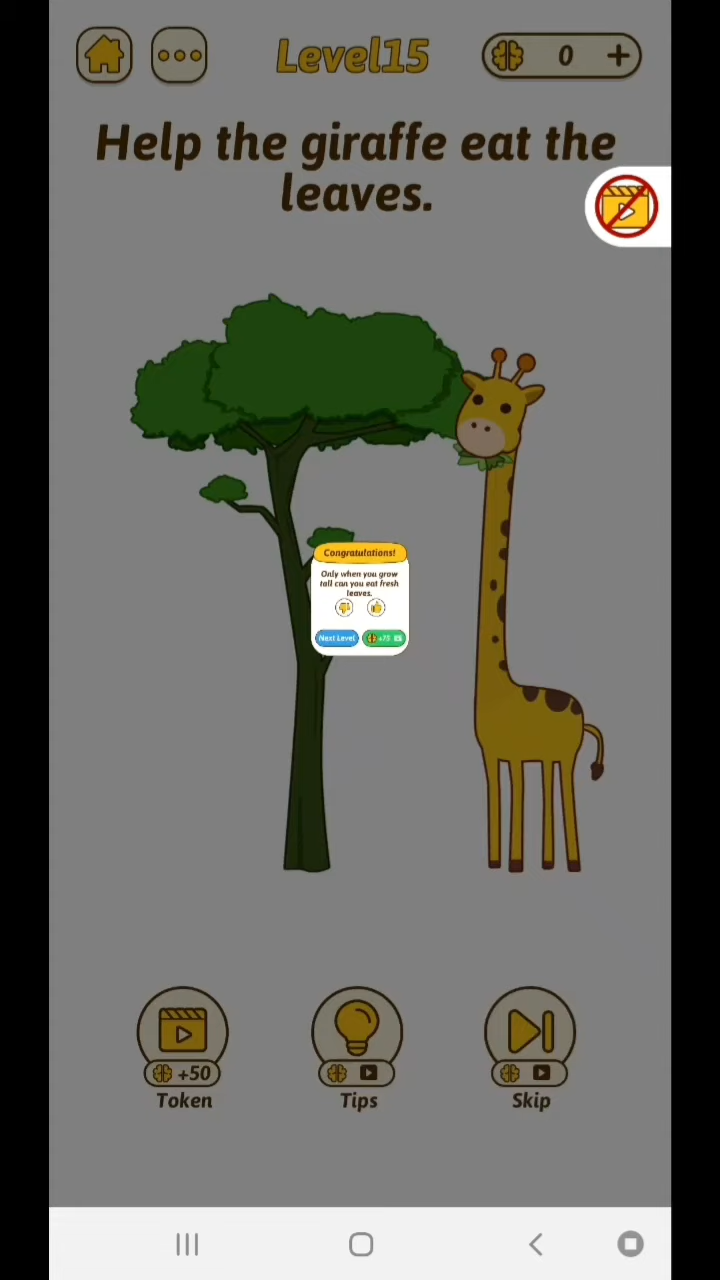 Level15
0 +
Help the giraffe eat the
leaves.
Congratulations!
Only when you grow
tall can you eat fresh
leaves.
Next Level
+75
+50
Token
Tips
Skip